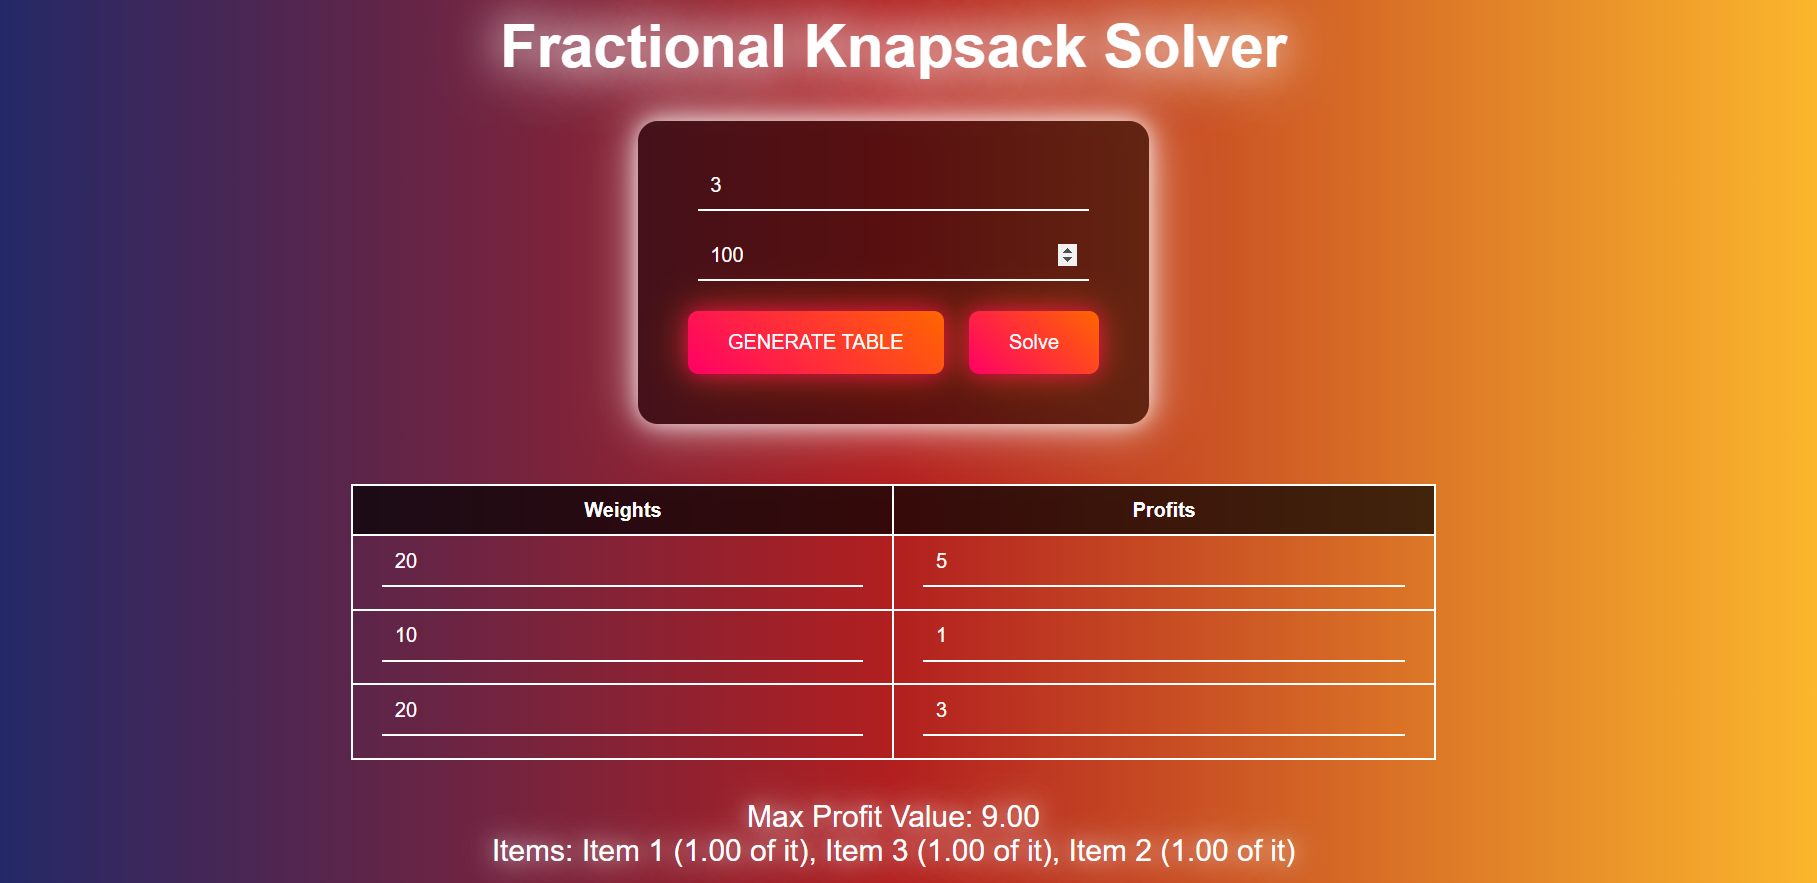 Fractional Knapsack Solver
3
100
GENERATE TABLE Solve
Weights Profits
20 5
10 1
20 3
Max Profit Value: 9.00
Items: Item 1 (1.00 of it), Item 3 (1.00 of it), Item 2 (1.00 of it)